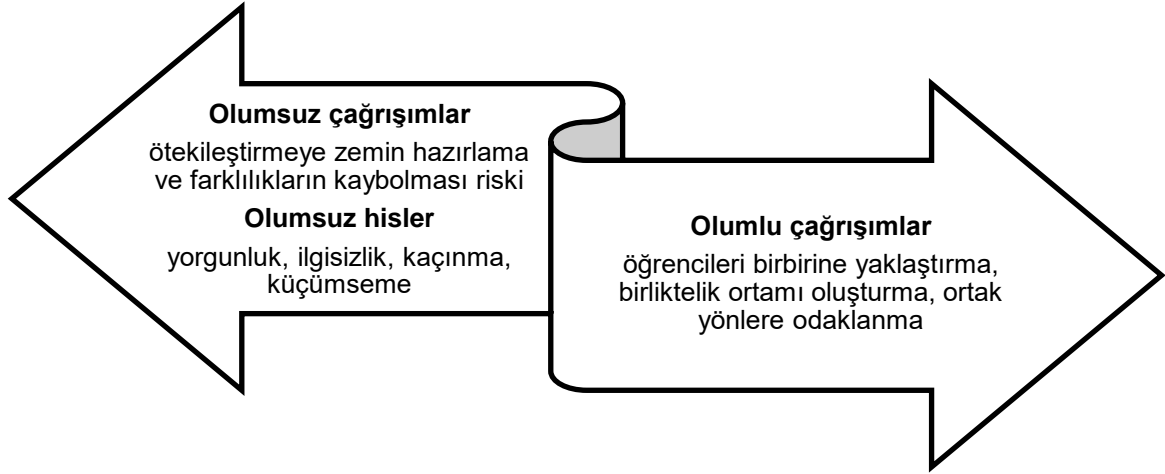 Olumsuz çağrışımlar
ötekileştirmeye zemin hazırlama
ve farklılıkların kaybolması riski
Olumsuz hisler
yorgunluk, ilgisizlik, kaçınma,
küçümseme
Olumlu çağrışımlar
öğrencileri birbirine yaklaştırma,
birliktelik ortamı oluşturma, ortak
yönlere odaklanma